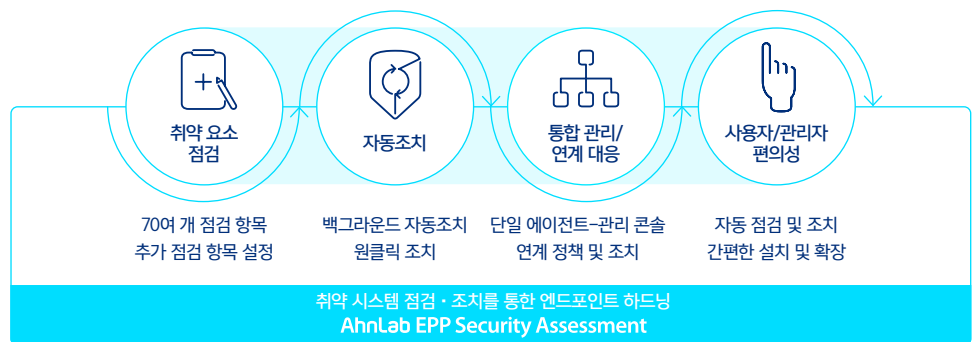 취약 요소
점검
자동조치
통합 관리/
연계 대응
사용자/관리자
편의성
70여 개 점검 항목
추가 점검 항목 설정
백그라운드 자동조치
원클릭 조치
단일 에이전트-관리 콘솔
연계 정책 및 조치
자동 점검 및 조치
간편한 설치 및 확장
취약 시스템 점검·조치를 통한 엔드포인트 하드닝
AhnLab EPP Security Assessment